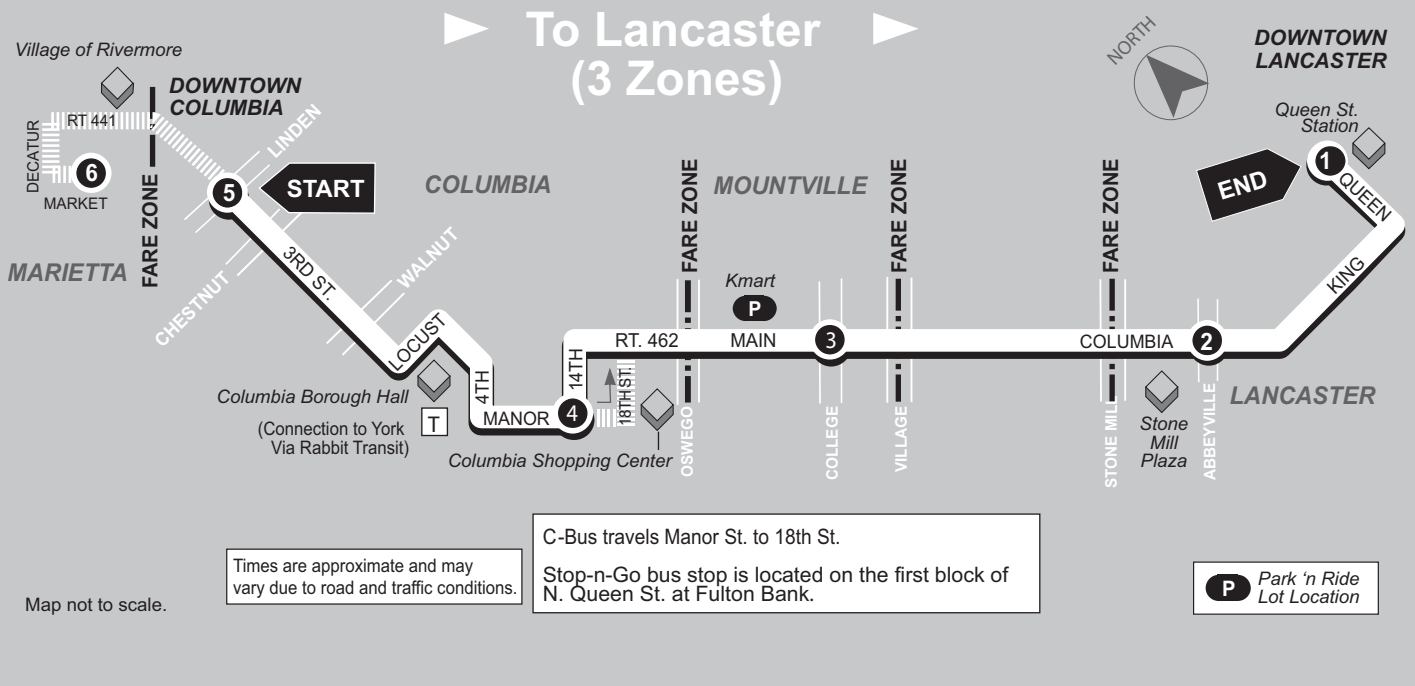 To Lancaster
(3 Zones)
NORTH
DOWNTOWN
LANCASTER
Village of Rivermore
DOWNTOWN
COLUMBIA
Queen St.
Station
RT 441
DECATUR
6
MARKET
FARE ZONE
LINDEN
5
START
COLUMBIA
FARE ZONE
MOUNTVILLE
FARE ZONE
FARE ZONE
END
1
QUEEN
MARIETTA
CHESTNUT
3RD ST.
WALNUT
KING
Kmart
P
LOCUST
14TH
RT. 462
MAIN
3
COLUMBIA
2
4TH
18TH ST.
Columbia Borough Hall
T
(Connection to York
Via Rabbit Transit)
MANOR
4
Columbia Shopping Center
OSWEGO
COLLEGE
VILLAGE
STONE MILL
Stone
Mill
Plaza
ABBEYVILLE
LANCASTER
C-Bus travels Manor St. to 18th St.
Stop-n-Go bus stop is located on the first block of
N. Queen St. at Fulton Bank.
Times are approximate and may
vary due to road and traffic conditions.
Map not to scale.
P
Park ‘n Ride
Lot Location